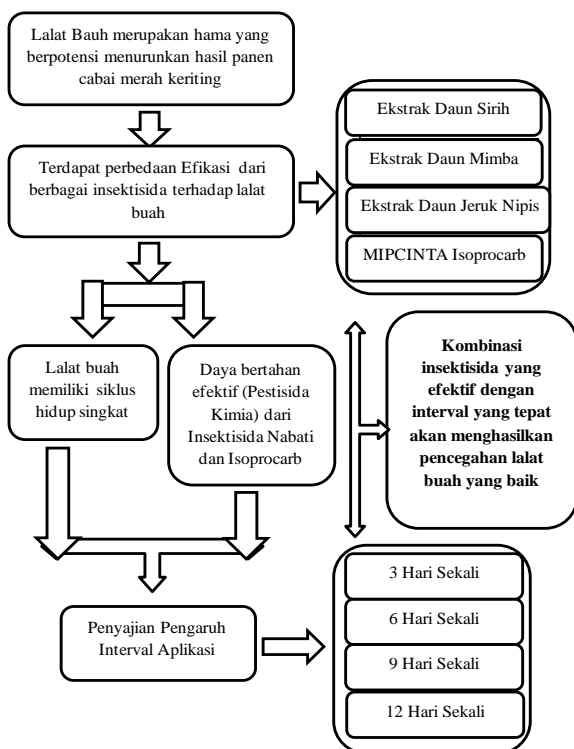 Lalat Bauh merupakan hama yang
berpotensi menurunkan hasil panen
cabai merah keriting
Terdapat perbedaan Efikasi dari
berbagai insektisida terhadap lalat
buah
Ekstrak Daun Sirih
Ekstrak Daun Mimba
Ekstrak Daun Jeruk Nipis
MIPCINTA Isoprocarb
Lalat buah
memiliki siklus
hidup singkat
Daya bertahan
efektif (Pestisida
Kimia) dari
Insektisida Nabati
dan Isoprocarb
Kombinasi
insektisida yang
efektif dengan
interval yang tepat
akan menghasilkan
pencegahan lalat
buah yang baik
Penyajian Pengaruh
Interval Aplikasi
3 Hari Sekali
6 Hari Sekali
9 Hari Sekali
12 Hari Sekali